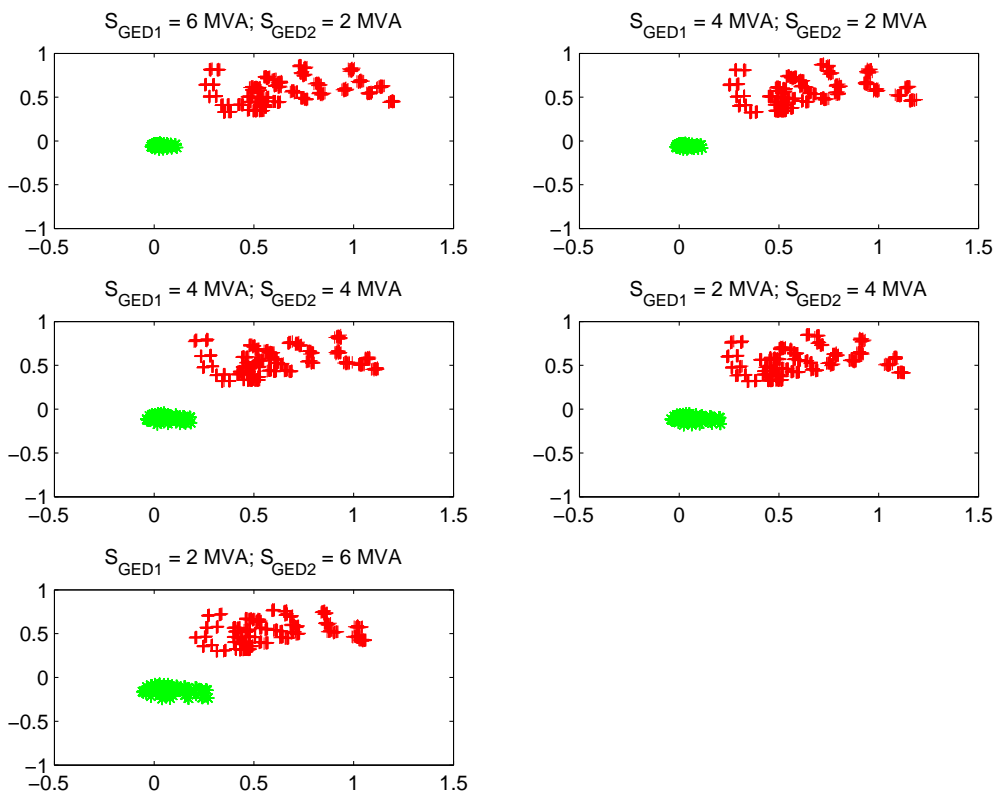 S_GED1 = 6 MVA; S_GED2 = 2 MVA
1
0.5
0
−0.5
−1
−0.5 0 0.5 1 1.5
S_GED1 = 4 MVA; S_GED2 = 2 MVA
1
0.5
0
−0.5
−1
−0.5 0 0.5 1 1.5
S_GED1 = 4 MVA; S_GED2 = 4 MVA
1
0.5
0
−0.5
−1
−0.5 0 0.5 1 1.5
S_GED1 = 2 MVA; S_GED2 = 4 MVA
1
0.5
0
−0.5
−1
−0.5 0 0.5 1 1.5
S_GED1 = 2 MVA; S_GED2 = 6 MVA
1
0.5
0
−0.5
−1
−0.5 0 0.5 1 1.5